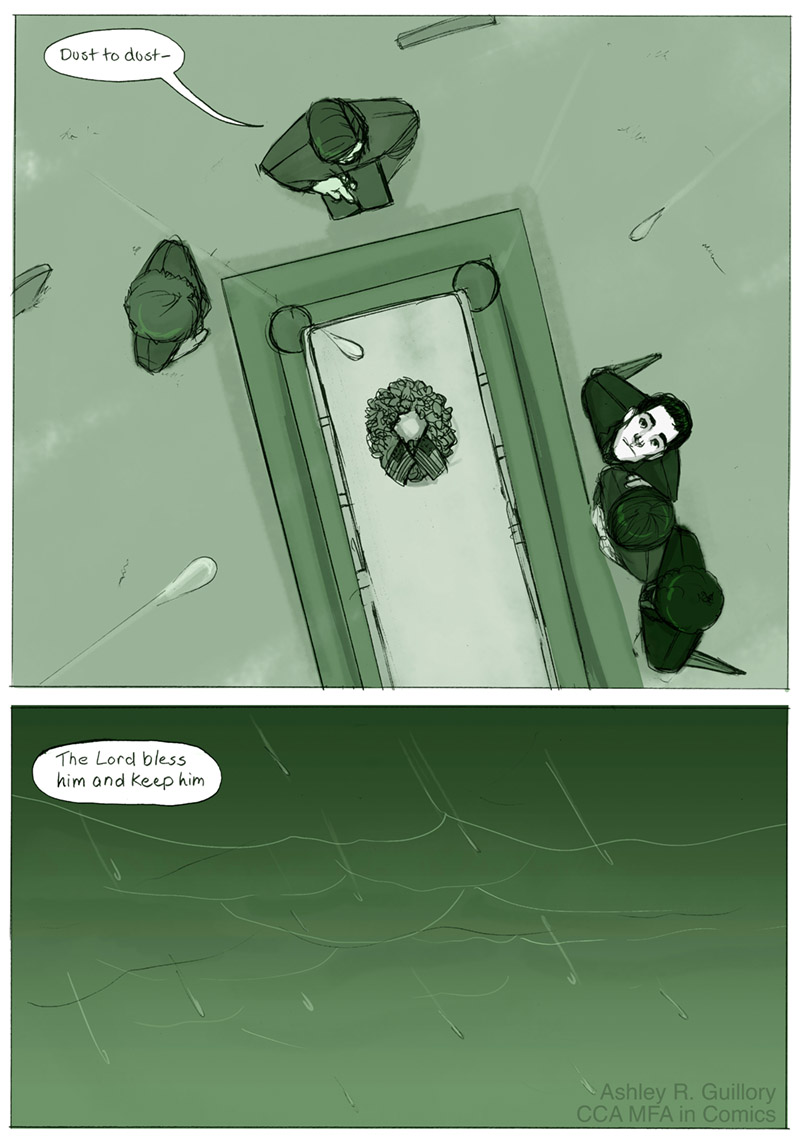 Dust to dust-
The Lord bless
him and keep him
Ashley R. Guillory
CCA MFA in Comics